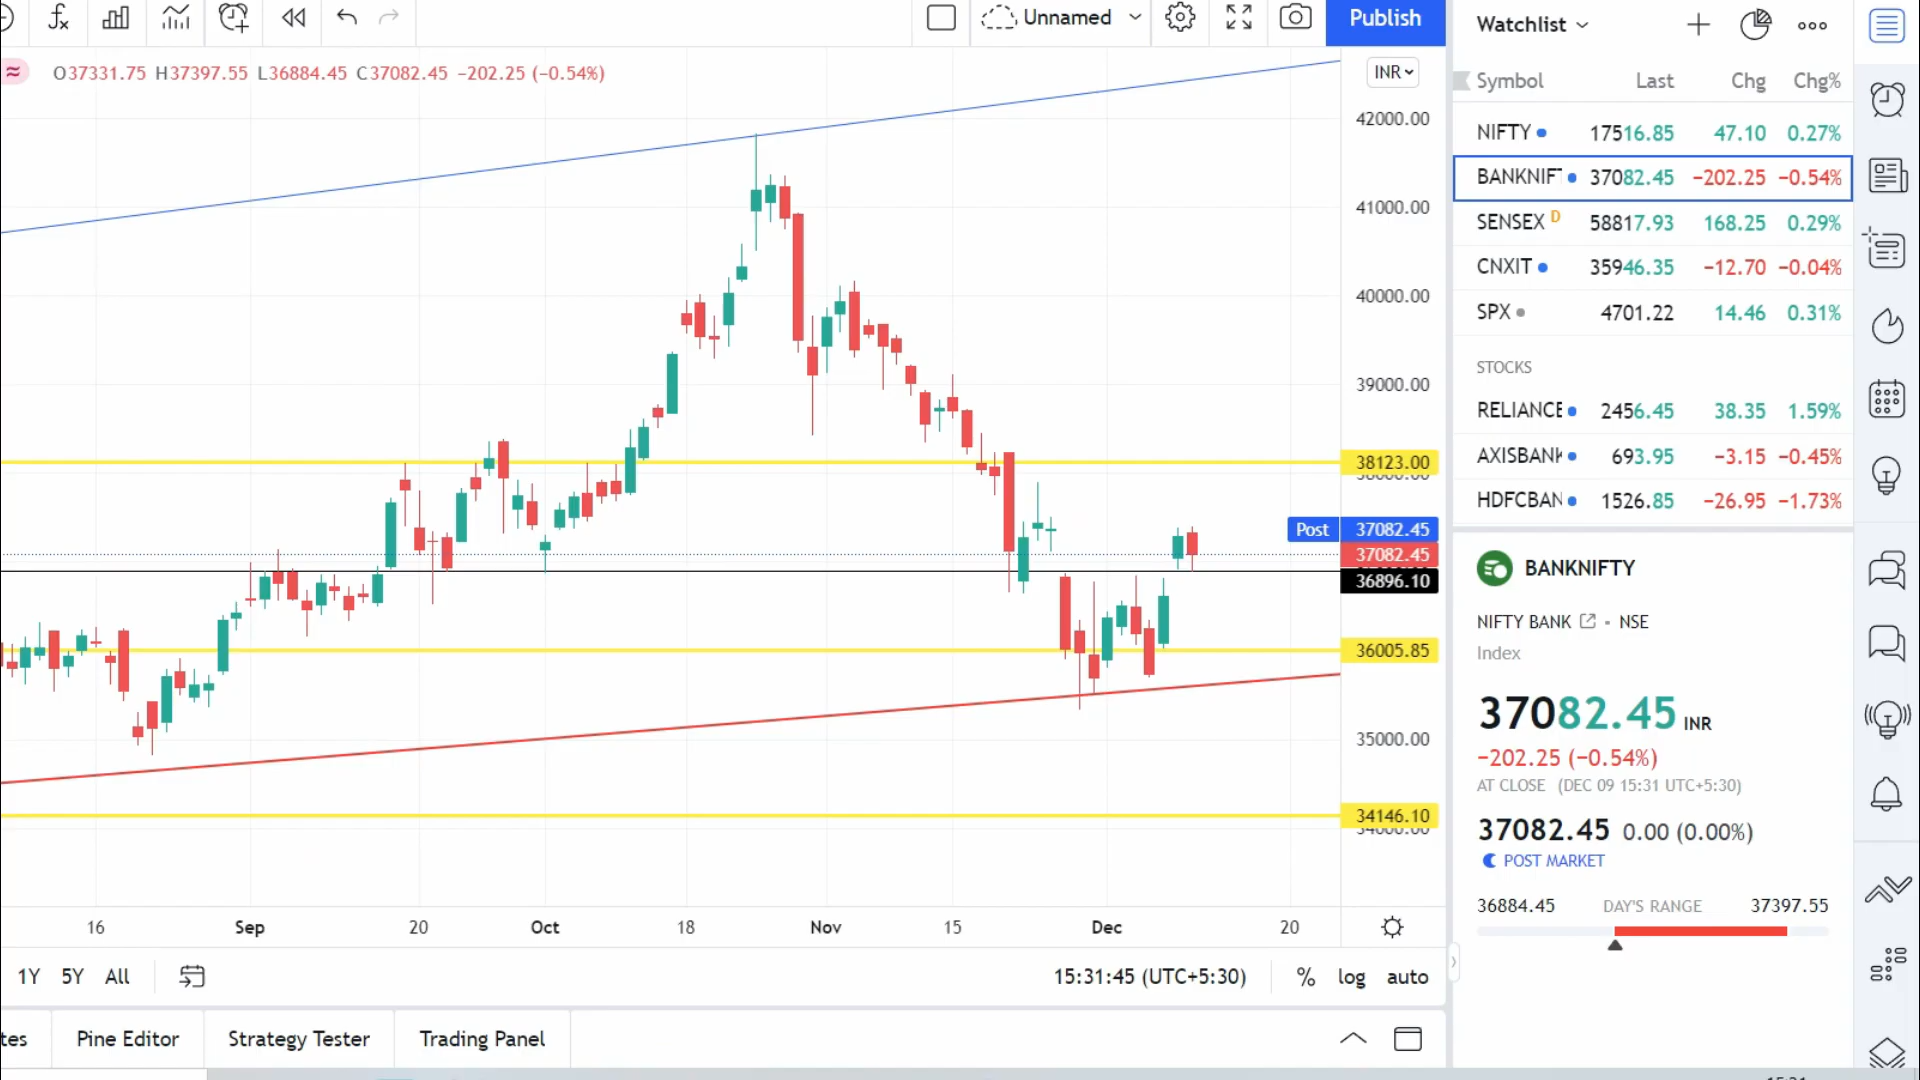 Unnamed
Publish
O37331.75 H37397.55 L36884.45 C37082.45 −202.25 (−0.54%)
INR
42000.00
41000.00
40000.00
39000.00
38123.00
38000.00
Post 37082.45
37082.45
36896.10
36005.85
35000.00
34146.10
34000.00
16 Sep 20 Oct 18 Nov 15 Dec 20
1Y 5Y All
15:31:45 (UTC+5:30) % log auto
tes Pine Editor Strategy Tester Trading Panel
Watchlist
Symbol Last Chg Chg%
NIFTY 17516.85 47.10 0.27%
BANKNIF 37082.45 −202.25 −0.54%
SENSEX D 58817.93 168.25 0.29%
CNXIT 35946.35 −12.70 −0.04%
SPX 4701.22 14.46 0.31%
STOCKS
RELIANCE 2456.45 38.35 1.59%
AXISBANK 693.95 −3.15 −0.45%
HDFCBAN 1526.85 −26.95 −1.73%
BANKNIFTY
NIFTY BANK • NSE
Index
37082.45 INR
−202.25 (−0.54%)
AT CLOSE (DEC 09 15:31 UTC+5:30)
37082.45 0.00 (0.00%)
POST MARKET
36884.45 DAY'S RANGE 37397.55